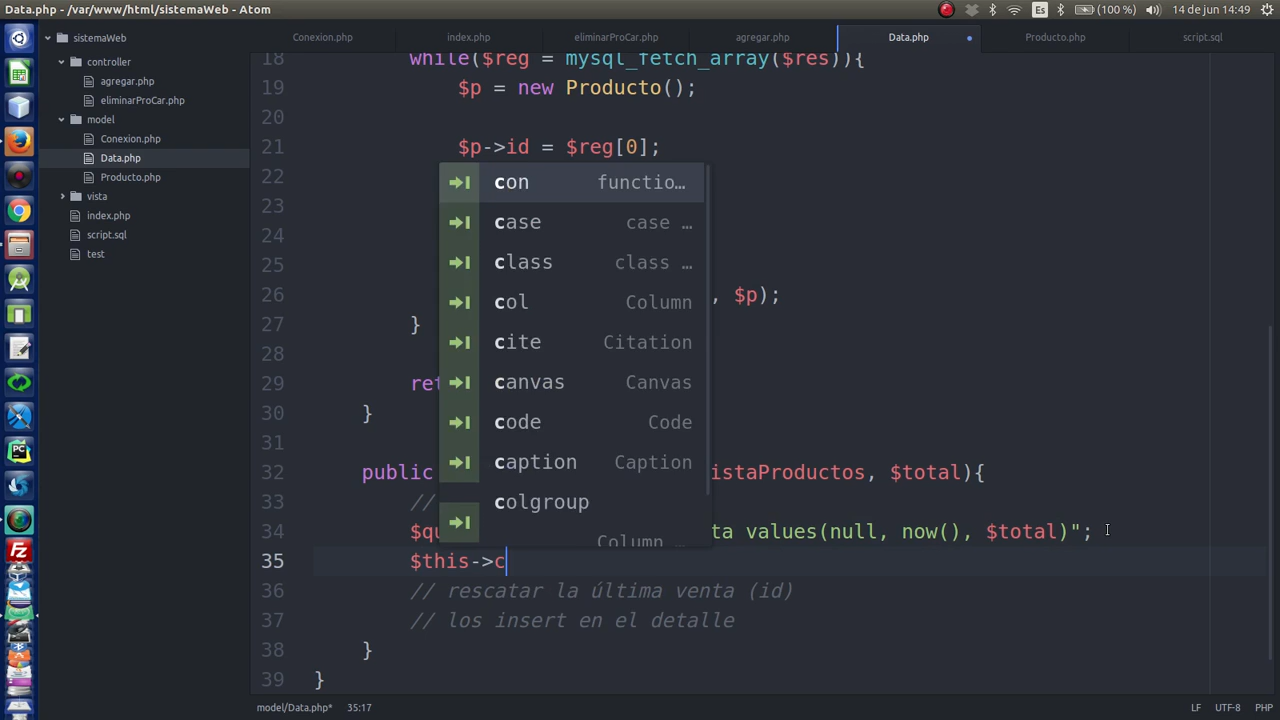 Data.php - /var/www/html/sistemaWeb - Atom
Es
(100 %)
14 de jun 14:49
sistemaWeb
controller
agregar.php
eliminarProCar.php
model
Conexion.php
Data.php
Producto.php
vista
index.php
script.sql
test
Conexion.php
index.php
eliminarProCar.php
agregar.php
Data.php
Producto.php
script.sql
18 while($reg = mysql_fetch_array($res)){
19 $p = new Producto();
20
21 $p->id = $reg[0];
22
23
24
25
26 , $p);
27 }
28
29 ret
30 }
31
32 public istaProductos, $total){
33 //
34 $qu ta values(null, now(), $total)";
35 $this->c
36 // rescatar la última venta (id)
37 // los insert en el detalle
38 }
39 }
con functio…
case case …
class class …
col Column
cite Citation
canvas Canvas
code Code
caption Caption
colgroup
Column …
PC
Fz
model/Data.php* 35:17
LF UTF-8 PHP